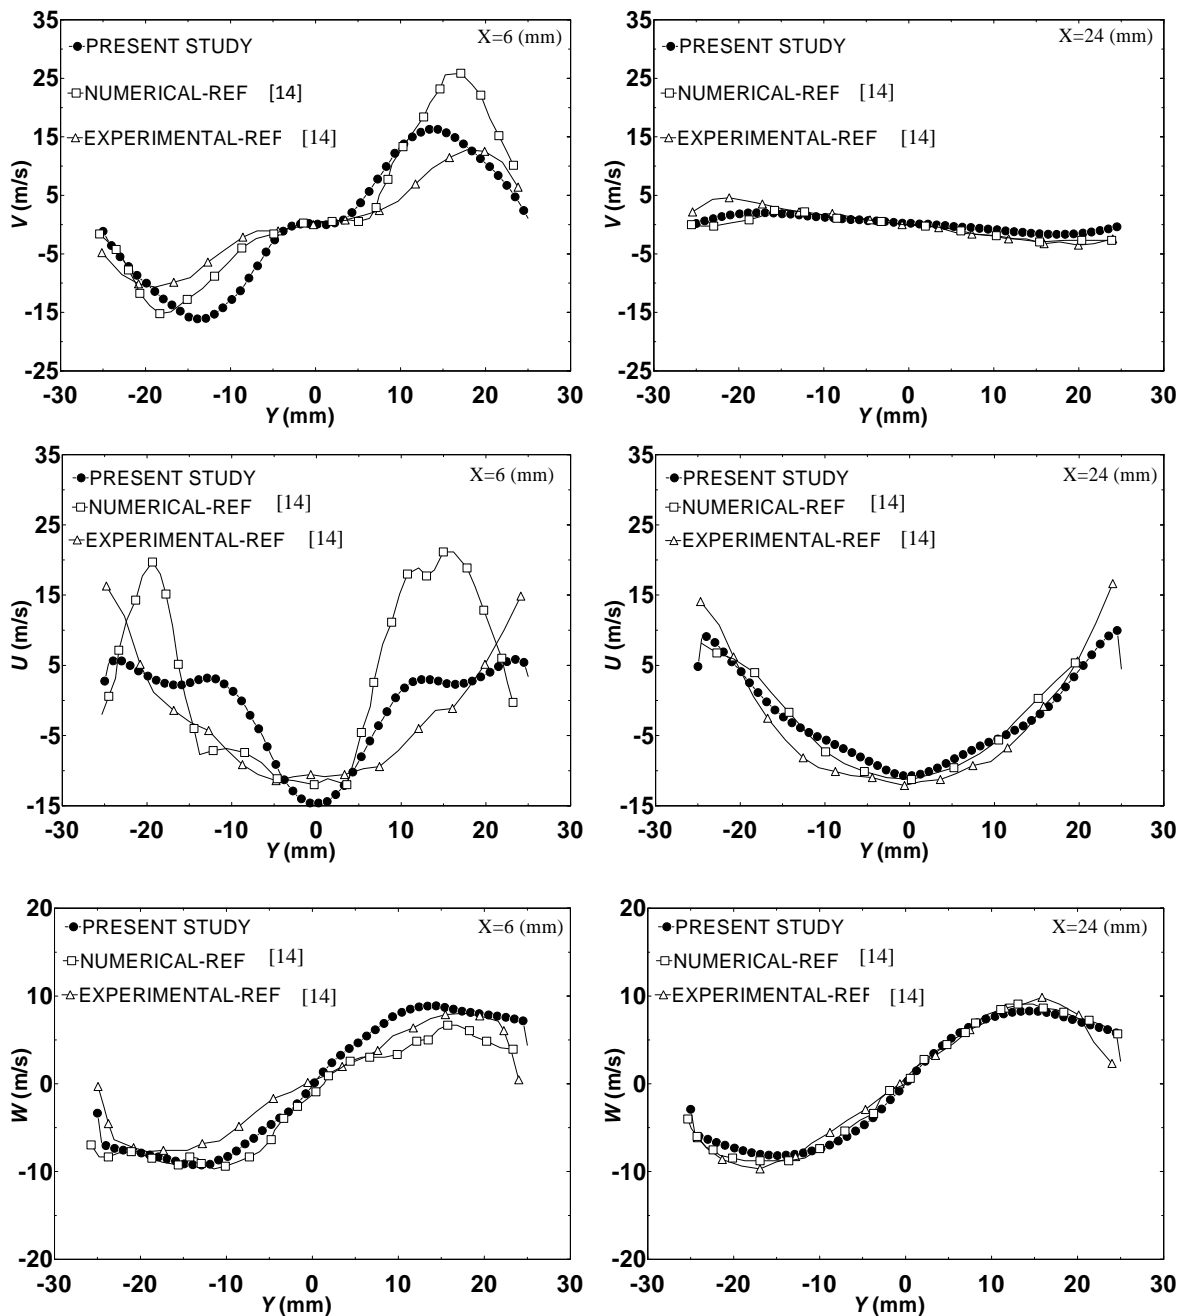 35
25
15
5
-5
-15
-25
V (m/s)
PRESENT STUDY
NUMERICAL-REF [14]
EXPERIMENTAL-REF [14]
X=6 (mm)
-30 -20 -10 0 10 20 30
Y (mm)
35
25
15
5
-5
-15
-25
V (m/s)
PRESENT STUDY
NUMERICAL-REF [14]
EXPERIMENTAL-REF [14]
X=24 (mm)
-30 -20 -10 0 10 20 30
Y (mm)
35
25
15
5
-5
-15
U (m/s)
PRESENT STUDY
NUMERICAL-REF [14]
EXPERIMENTAL-REF [14]
X=6 (mm)
-30 -20 -10 0 10 20 30
Y (mm)
35
25
15
5
-5
-15
U (m/s)
PRESENT STUDY
NUMERICAL-REF [14]
EXPERIMENTAL-REF [14]
X=24 (mm)
-30 -20 -10 0 10 20 30
Y (mm)
20
10
0
-10
-20
W (m/s)
PRESENT STUDY
NUMERICAL-REF [14]
EXPERIMENTAL-REF [14]
X=6 (mm)
-30 -20 -10 0 10 20 30
Y (mm)
20
10
0
-10
-20
W (m/s)
PRESENT STUDY
NUMERICAL-REF [14]
EXPERIMENTAL-REF [14]
X=24 (mm)
-30 -20 -10 0 10 20 30
Y (mm)